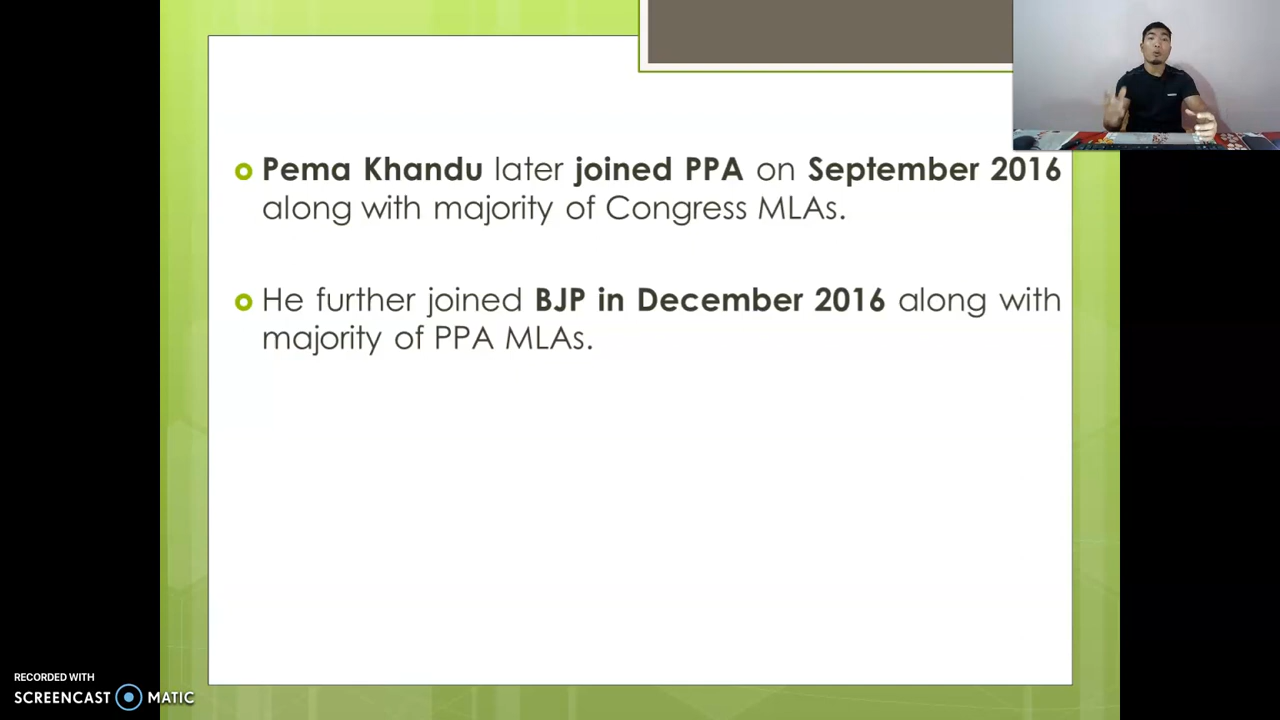 Pema Khandu later joined PPA on September 2016
along with majority of Congress MLAs.
He further joined BJP in December 2016 along with
majority of PPA MLAs.
RECORDED WITH
SCREENCAST MATIC